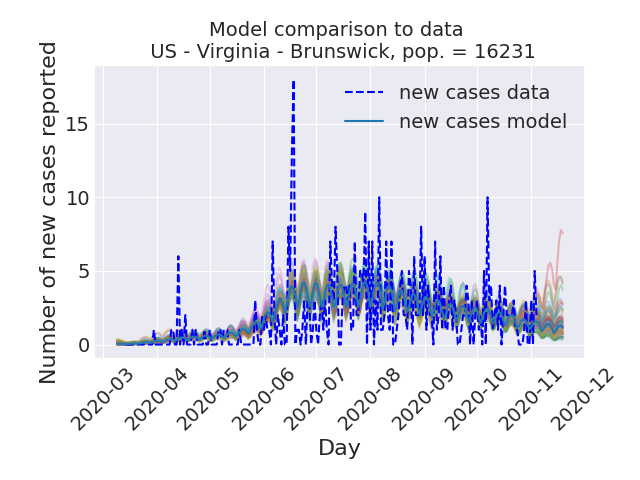 Model comparison to data
US - Virginia - Brunswick, pop. = 16231
Number of new cases reported
new cases data
new cases model
15
10
5
0
2020-03
2020-04
2020-05
2020-06
2020-07
2020-08
2020-09
2020-10
2020-11
2020-12
Day